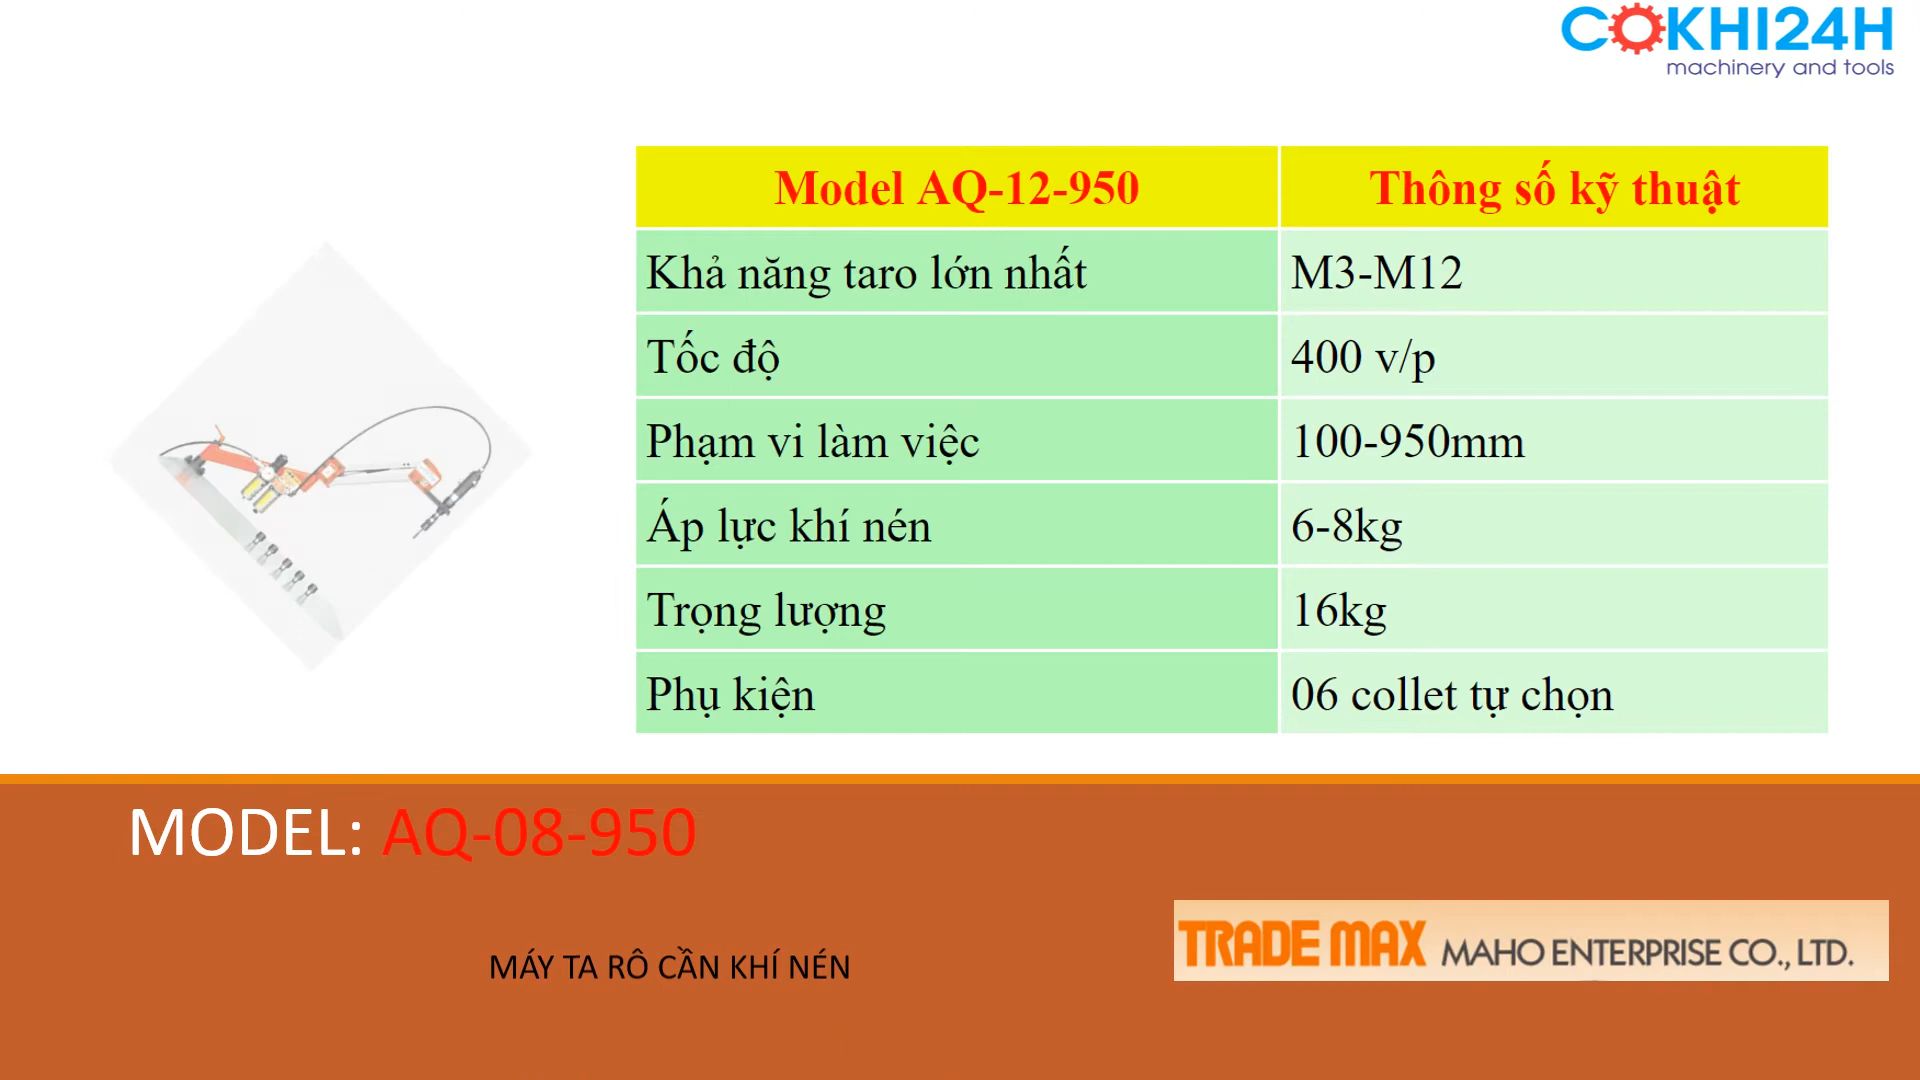 COKHI24H
machinery and tools
Model AQ-12-950
Thông số kỹ thuật
Khả năng taro lớn nhất
M3-M12
Tốc độ
400 v/p
Phạm vi làm việc
100-950mm
Áp lực khí nén
6-8kg
Trọng lượng
16kg
Phụ kiện
06 collet tự chọn
MODEL: AQ-08-950
MÁY TA RÔ CẦN KHÍ NÉN
TRADE MAX MAHO ENTERPRISE CO., LTD.